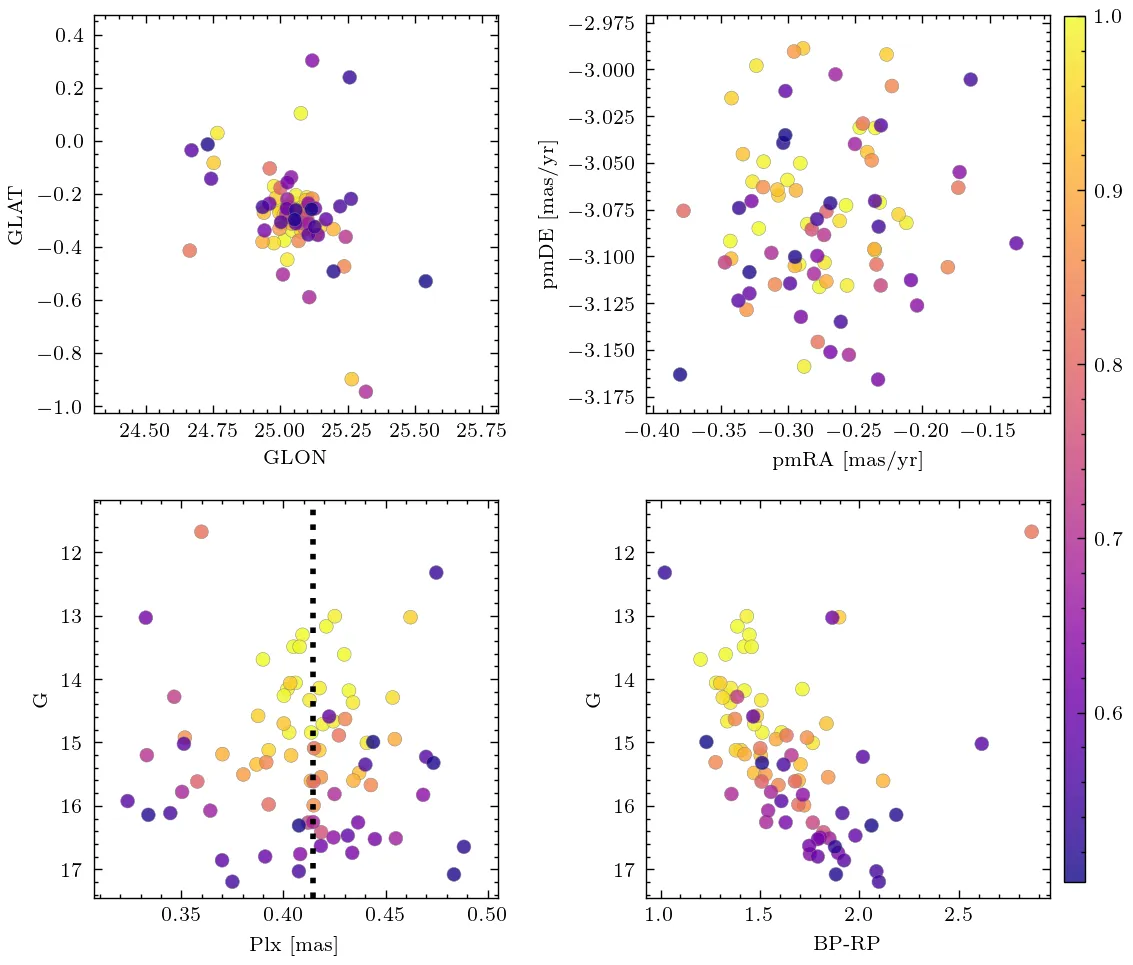 0.4
0.2
0.0
−0.2
−0.4
−0.6
−0.8
−1.0
GLAT
24.50 24.75 25.00 25.25 25.50 25.75
GLON
−2.975
−3.000
−3.025
−3.050
−3.075
−3.100
−3.125
−3.150
−3.175
pmDE [mas/yr]
−0.40 −0.35 −0.30 −0.25 −0.20 −0.15
pmRA [mas/yr]
1.0
0.9
0.8
0.7
0.6
12
13
14
15
16
17
G
0.35 0.40 0.45 0.50
Plx [mas]
12
13
14
15
16
17
G
1.0 1.5 2.0 2.5
BP-RP